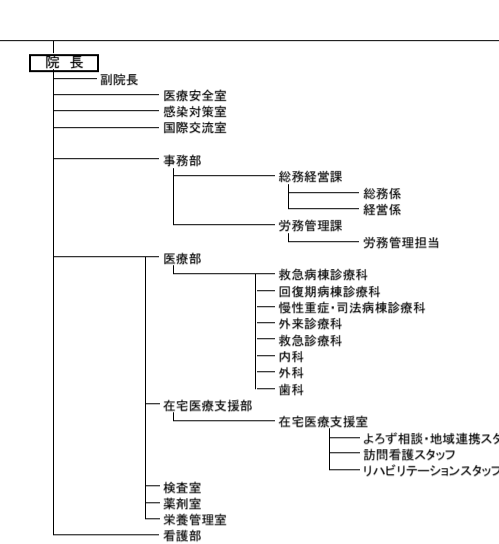 院 長
副院長
医療安全室
感染対策室
国際交流室
事務部
総務経営課
総務係
経営係
労務管理課
労務管理担当
医療部
救急病棟診療科
回復期病棟診療科
慢性重症・司法病棟診療科
外来診療科
救急診療科
内科
外科
歯科
在宅医療支援部
在宅医療支援室
よろず相談・地域連携スタ
訪問看護スタッフ
リハビリテーションスタッフ
検査室
薬剤室
栄養管理室
看護部